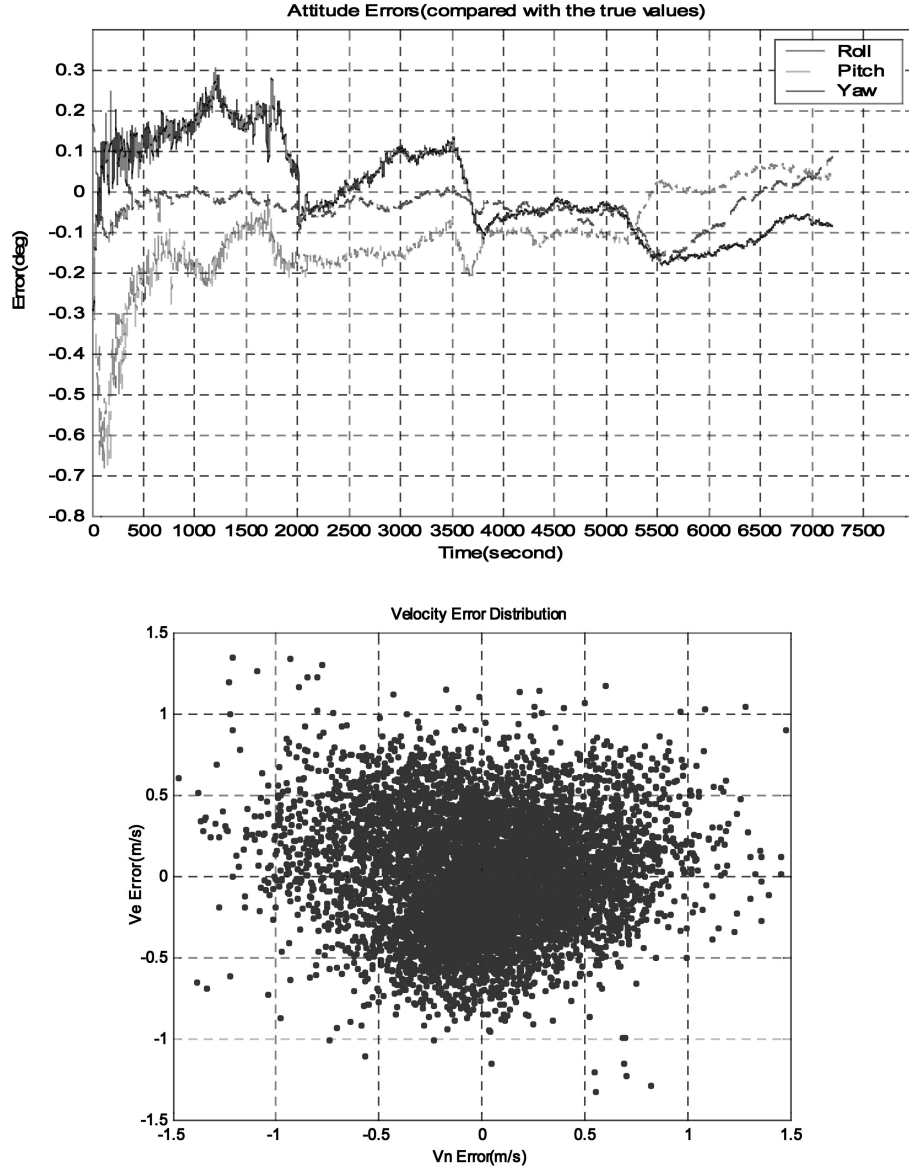 Attitude Errors(compared with the true values)
Roll
Pitch
Yaw
0.3
0.2
0.1
0
-0.1
-0.2
-0.3
-0.4
-0.5
-0.6
-0.7
-0.8
Error(deg)
0 500 1000 1500 2000 2500 3000 3500 4000 4500 5000 5500 6000 6500 7000 7500
Time(second)
Velocity Error Distribution
1.5
1
0.5
0
-0.5
-1
-1.5
Ve Error(m/s)
-1.5 -1 -0.5 0 0.5 1 1.5
Vn Error(m/s)